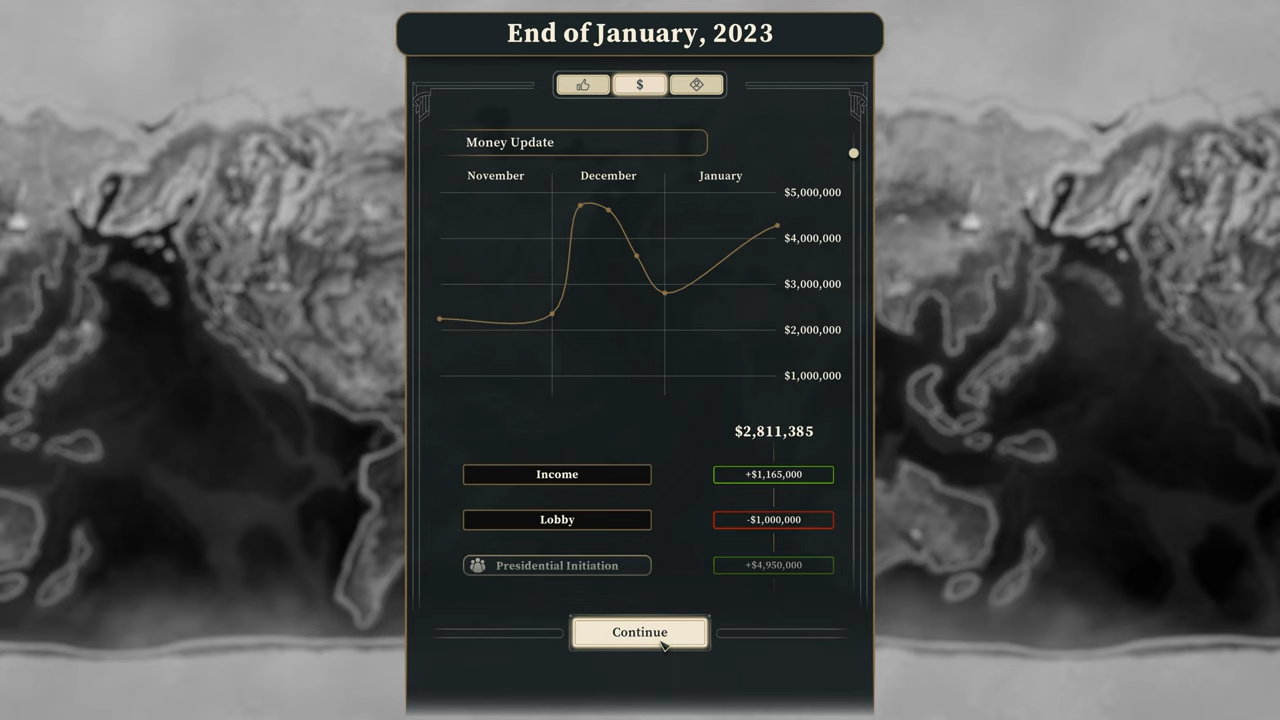 End of January, 2023
$
Money Update
November December January
$5,000,000
$4,000,000
$3,000,000
$2,000,000
$1,000,000
$2,811,385
Income +$1,165,000
Lobby -$1,000,000
Presidential Initiation +$4,950,000
Continue